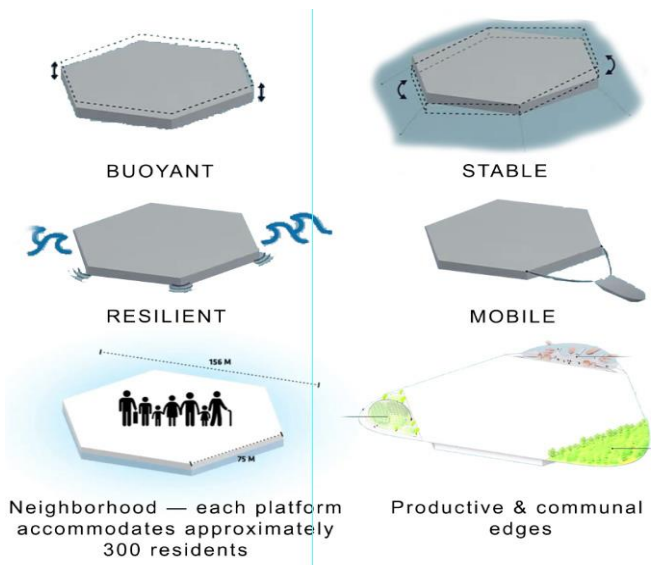 BUOYANT
STABLE
RESILIENT
MOBILE
156 M
75 M
Neighborhood — each platform
accommodates approximately
300 residents
Productive & communal
edges